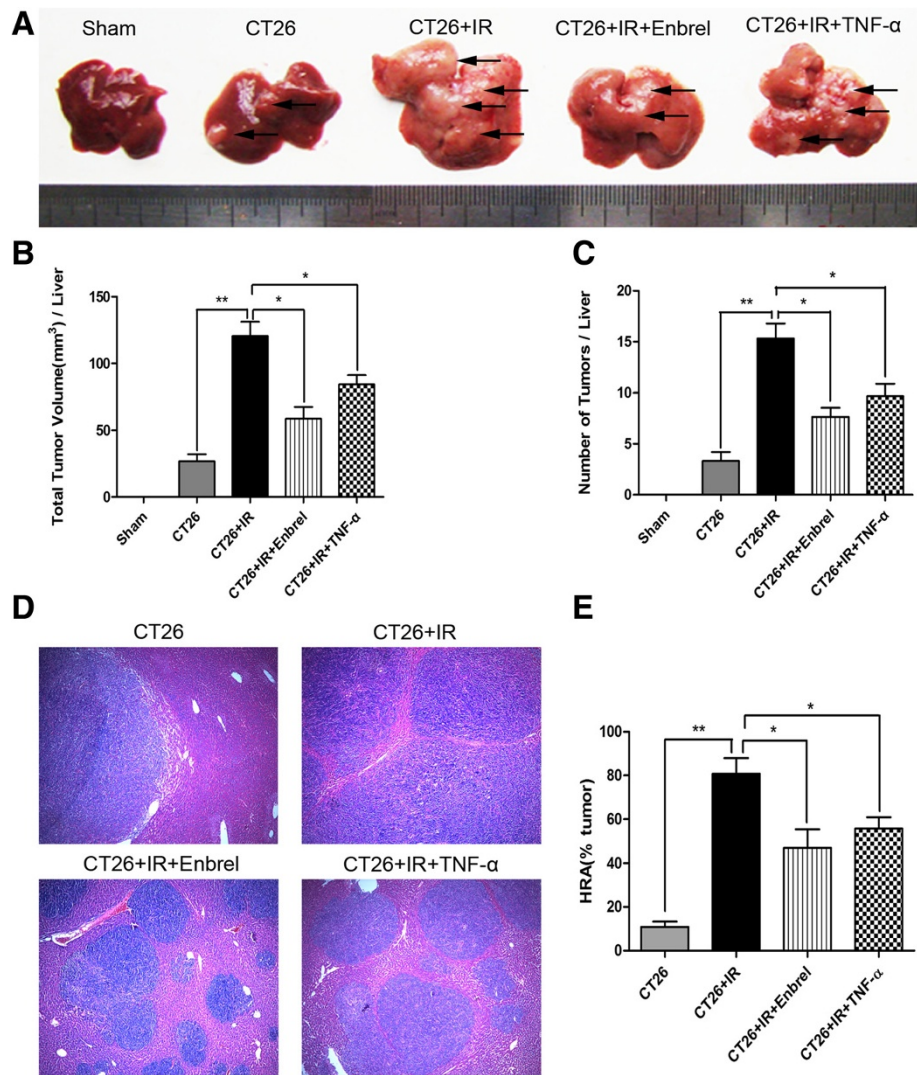 A
Sham CT26 CT26+IR CT26+IR+Enbrel CT26+IR+TNF-α
B
Total Tumor Volume(mm³) / Liver
150
100
50
0
**
*
*
Sham
CT26
CT26+IR
CT26+IR+Enbrel
CT26+IR+TNF-α
C
Number of Tumors / Liver
20
15
10
5
0
**
*
*
Sham
CT26
CT26+IR
CT26+IR+Enbrel
CT26+IR+TNF-α
D
CT26 CT26+IR
CT26+IR+Enbrel CT26+IR+TNF-α
E
HRA(% tumor)
100
80
60
40
20
0
**
*
*
CT26
CT26+IR
CT26+IR+Enbrel
CT26+IR+TNF-α